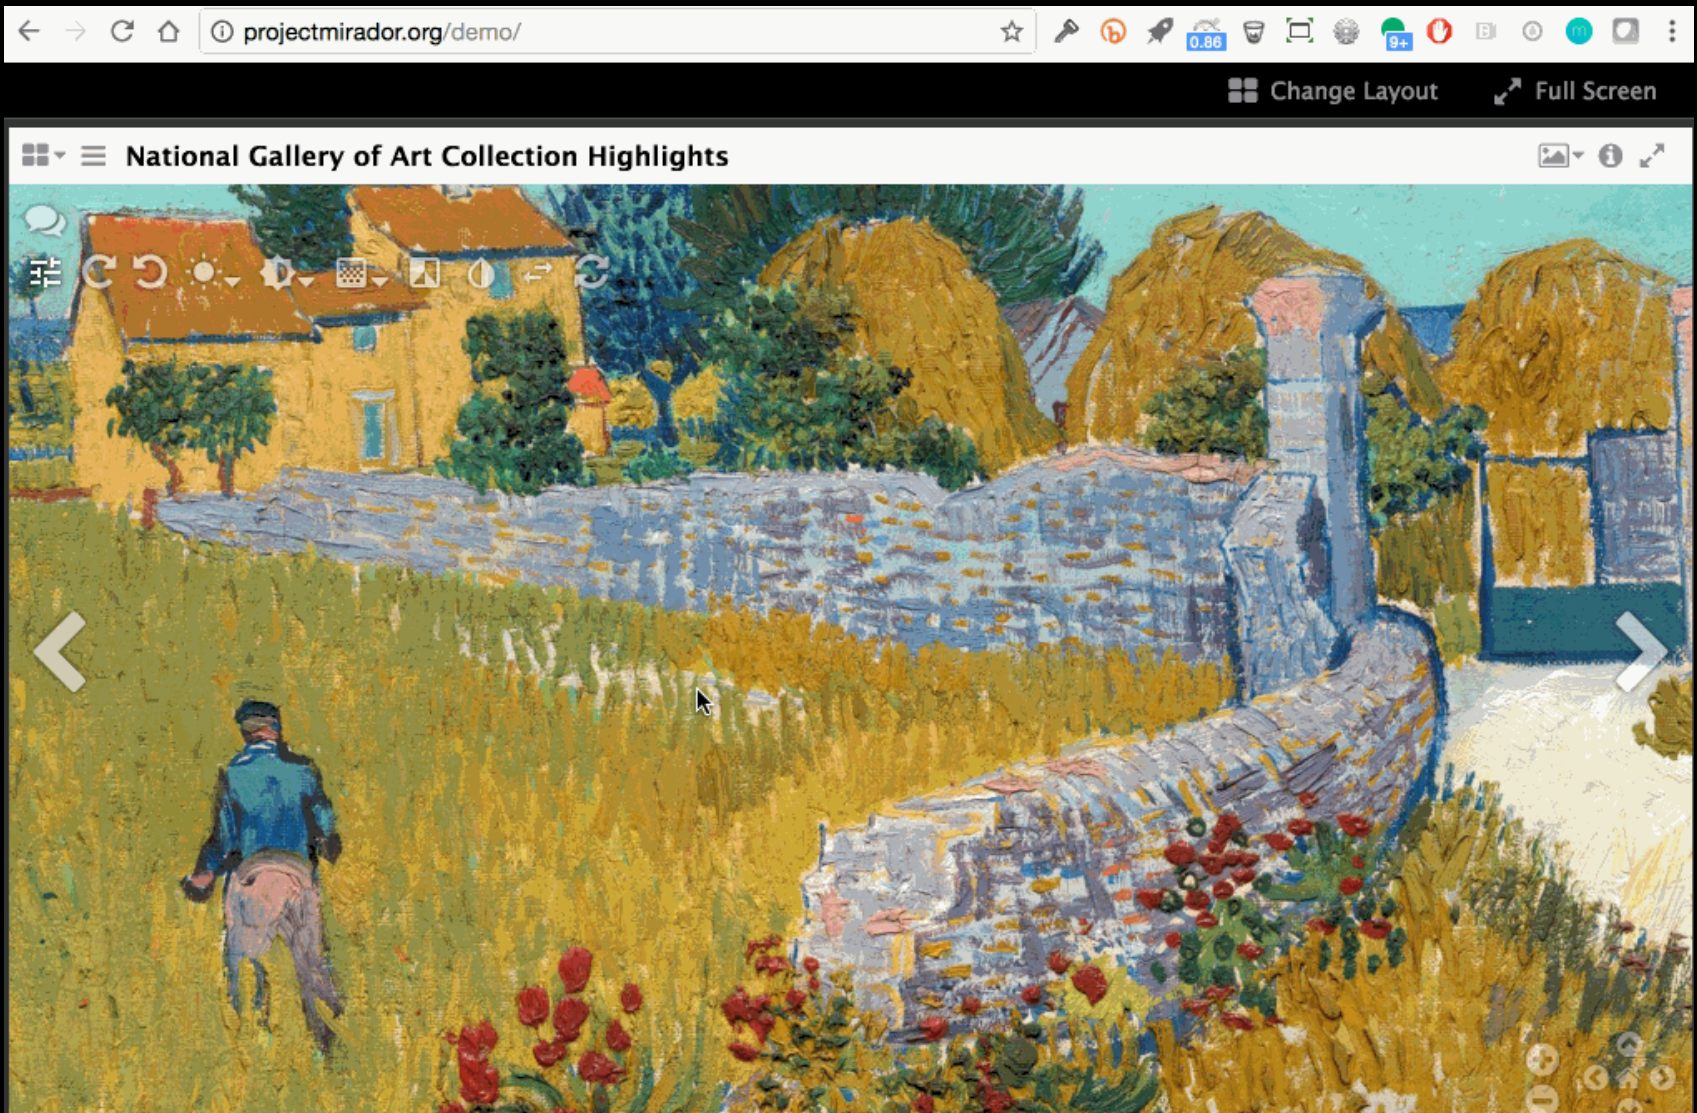 projectmirador.org/demo/
0.86
9+
Change Layout
Full Screen
National Gallery of Art Collection Highlights